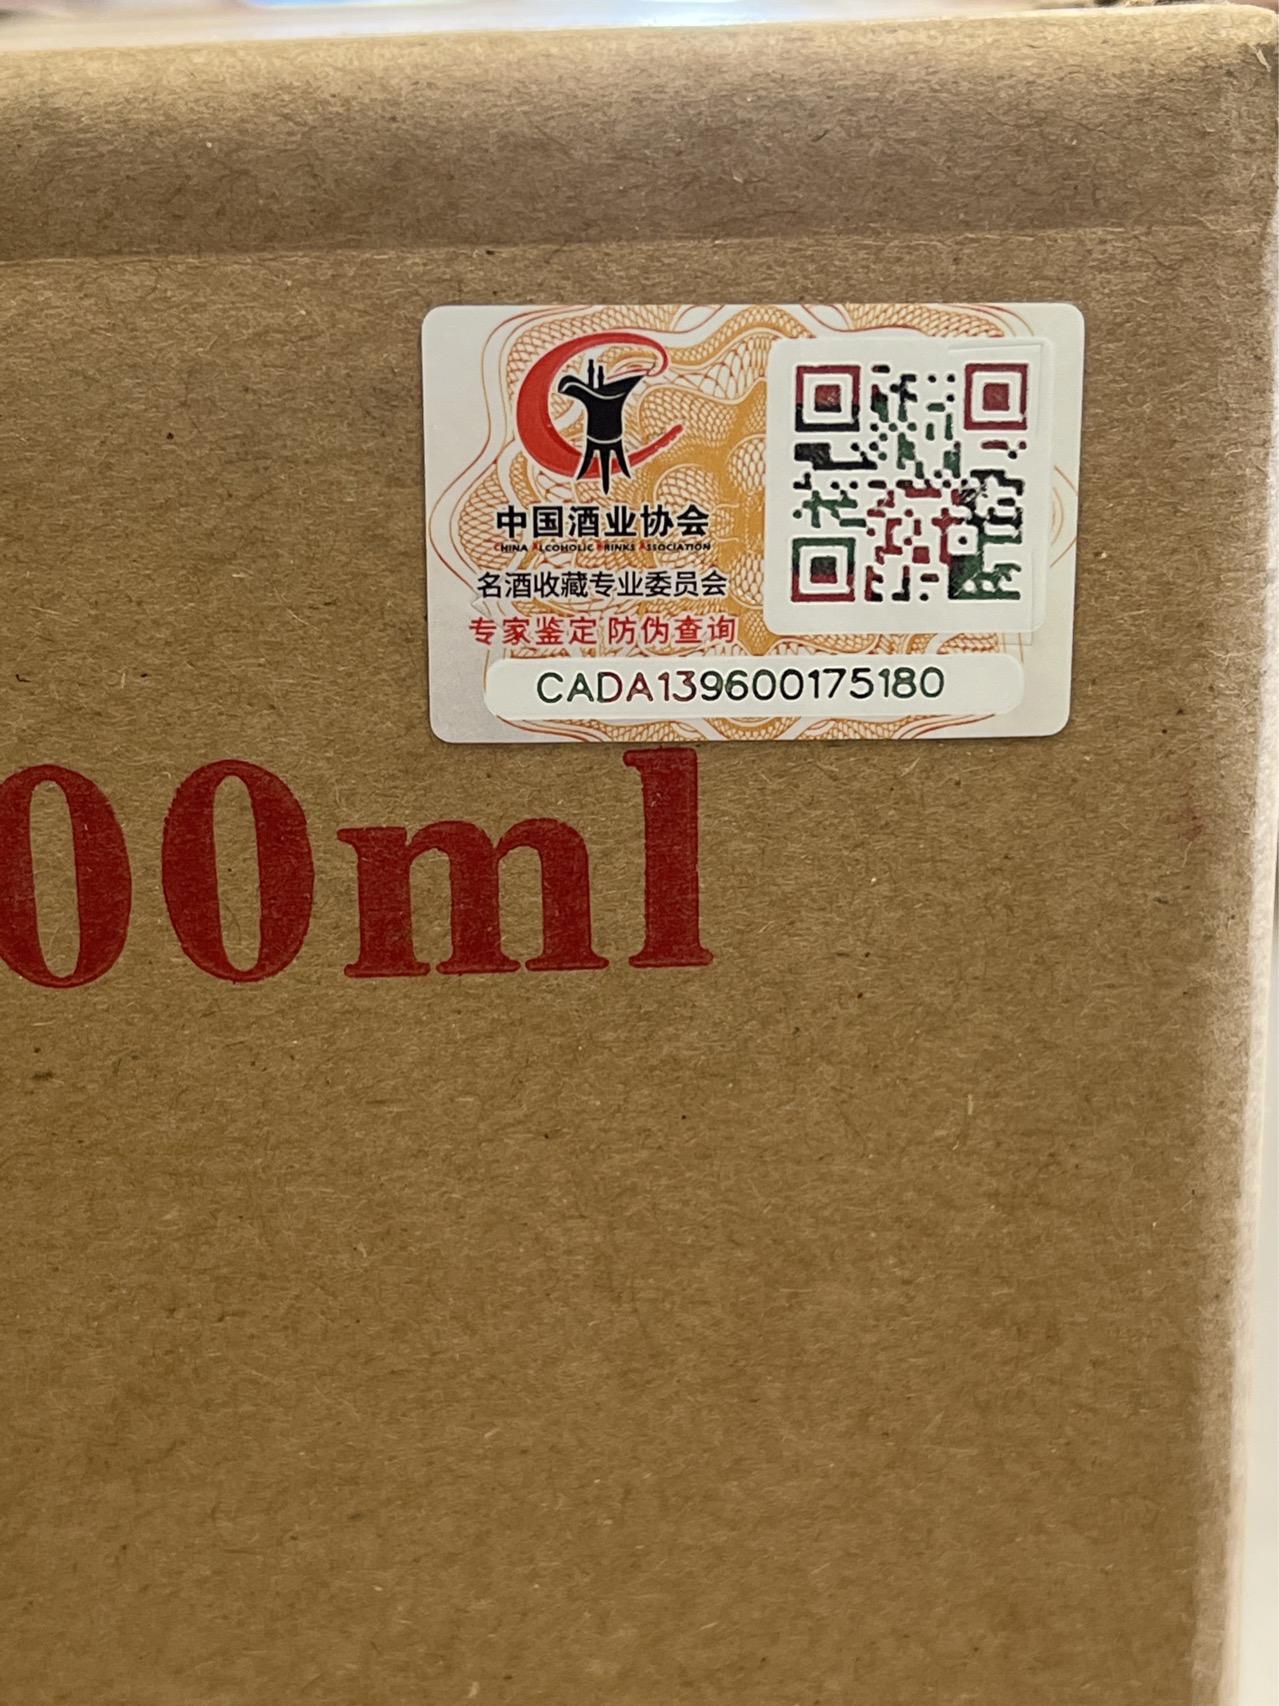 中国酒业协会
CHINA ALCOHOLIC DRINKS ASSOCIATION
名酒收藏专业委员会
专家鉴定 防伪查询
CADA139600175180
00ml